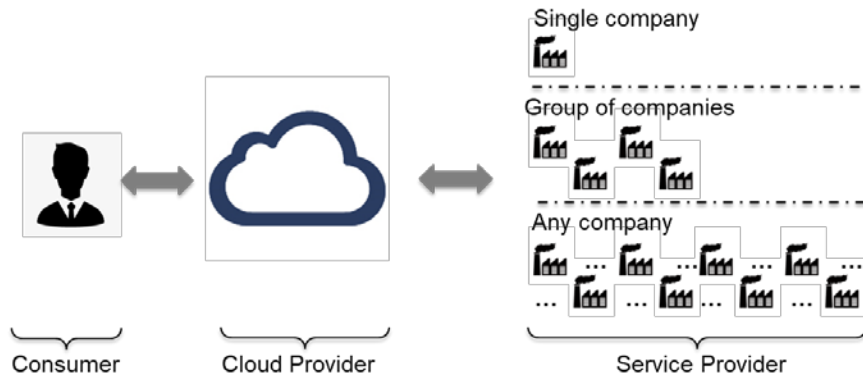 Single company
Group of companies
Any company
... ... ... ...
... ... ... ...
Consumer
Cloud Provider
Service Provider